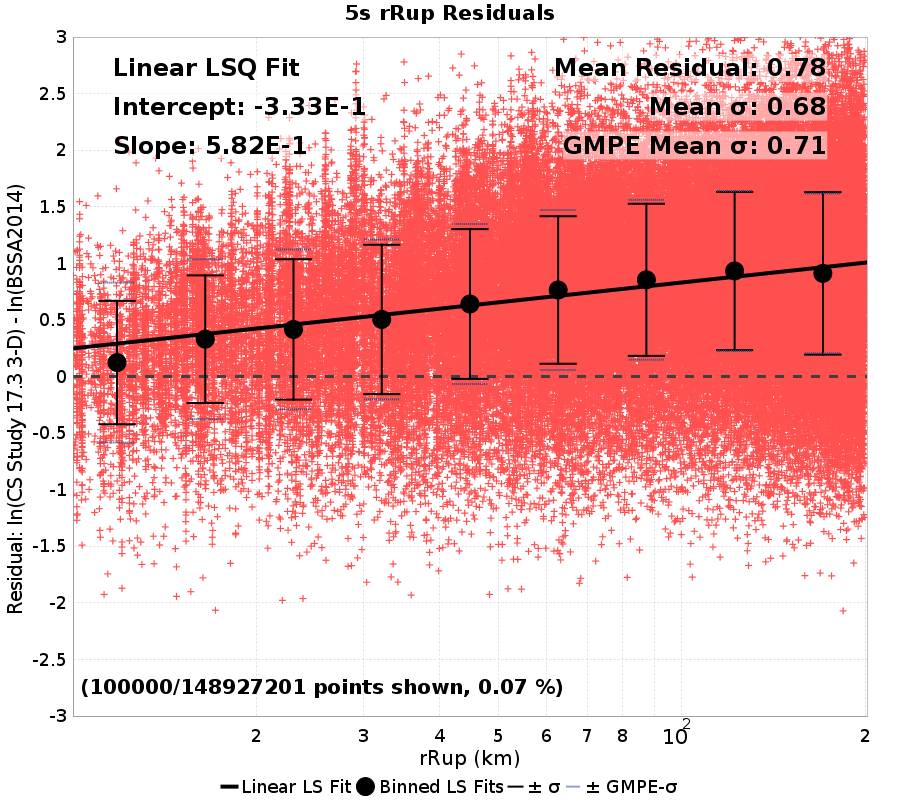 5s rRup Residuals
Residual: ln(CS Study 17.3 3-D) - ln(BSSA2014)
3
2.5
2
1.5
1
0.5
0
-0.5
-1
-1.5
-2
-2.5
-3
Linear LSQ Fit
Intercept: -3.33E-1
Slope: 5.82E-1
Mean Residual: 0.78
Mean σ: 0.68
GMPE Mean σ: 0.71
(100000/148927201 points shown, 0.07 %)
2 3 4 5 6 7 8 10² 2
rRup (km)
Linear LS Fit Binned LS Fits ± σ ± GMPE-σ